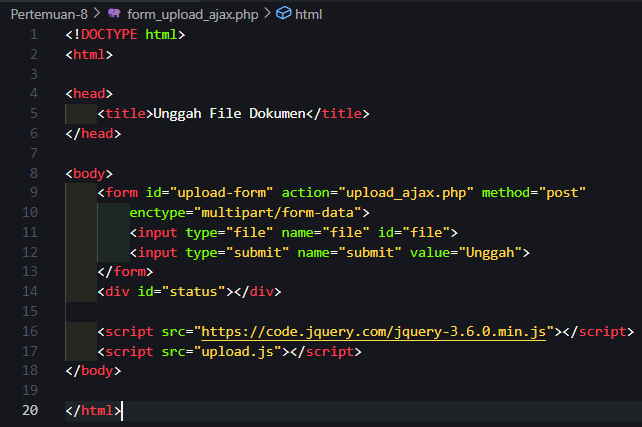 Pertemuan-8 > form_upload_ajax.php > html
1 <!DOCTYPE html>
2 <html>
3
4 <head>
5 <title>Unggah File Dokumen</title>
6 </head>
7
8 <body>
9 <form id="upload-form" action="upload_ajax.php" method="post"
10 enctype="multipart/form-data">
11 <input type="file" name="file" id="file">
12 <input type="submit" name="submit" value="Unggah">
13 </form>
14 <div id="status"></div>
15
16 <script src="https://code.jquery.com/jquery-3.6.0.min.js"></script>
17 <script src="upload.js"></script>
18 </body>
19
20 </html>